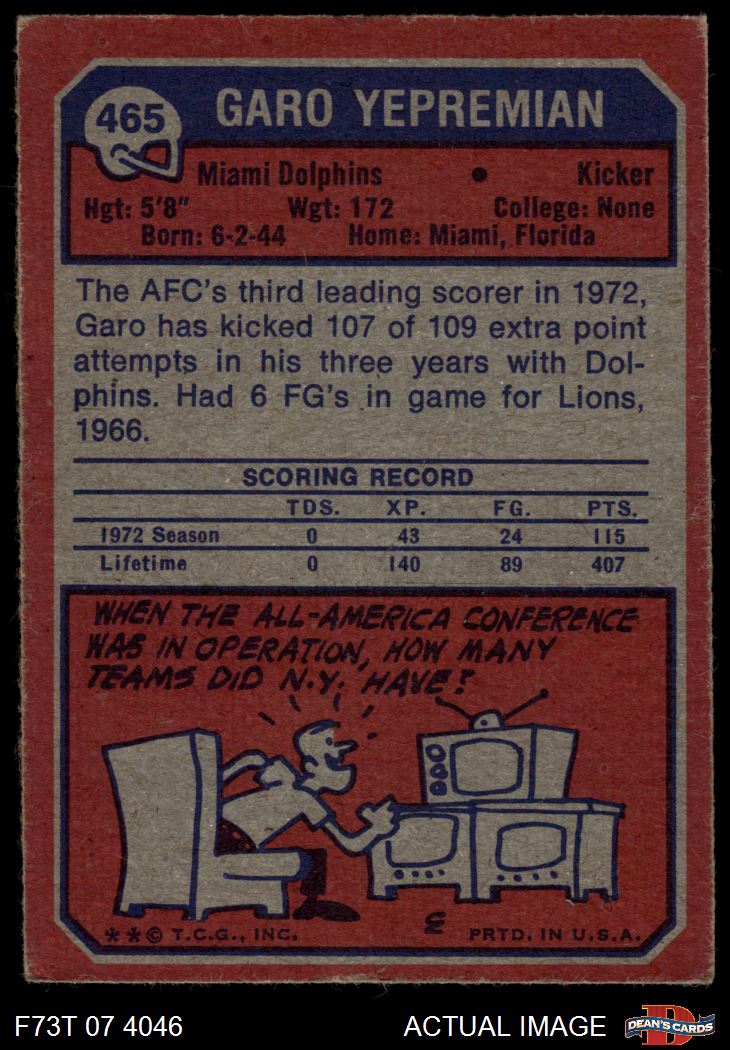 465
GARO YEPREMIAN
Miami Dolphins • Kicker
Hgt: 5'8" Wgt: 172 College: None
Born: 6-2-44 Home: Miami, Florida
The AFC's third leading scorer in 1972,
Garo has kicked 107 of 109 extra point
attempts in his three years with Dol-
phins. Had 6 FG's in game for Lions,
1966.
SCORING RECORD
TDS. XP. FG. PTS.
1972 Season 0 43 24 115
Lifetime 0 140 89 407
WHEN THE ALL-AMERICA CONFERENCE
WAS IN OPERATION, HOW MANY
TEAMS DID N.Y. HAVE?
**© T.C.G., INC. E PRTD. IN U.S.A.
F73T 07 4046 ACTUAL IMAGE D DEAN'S CARDS